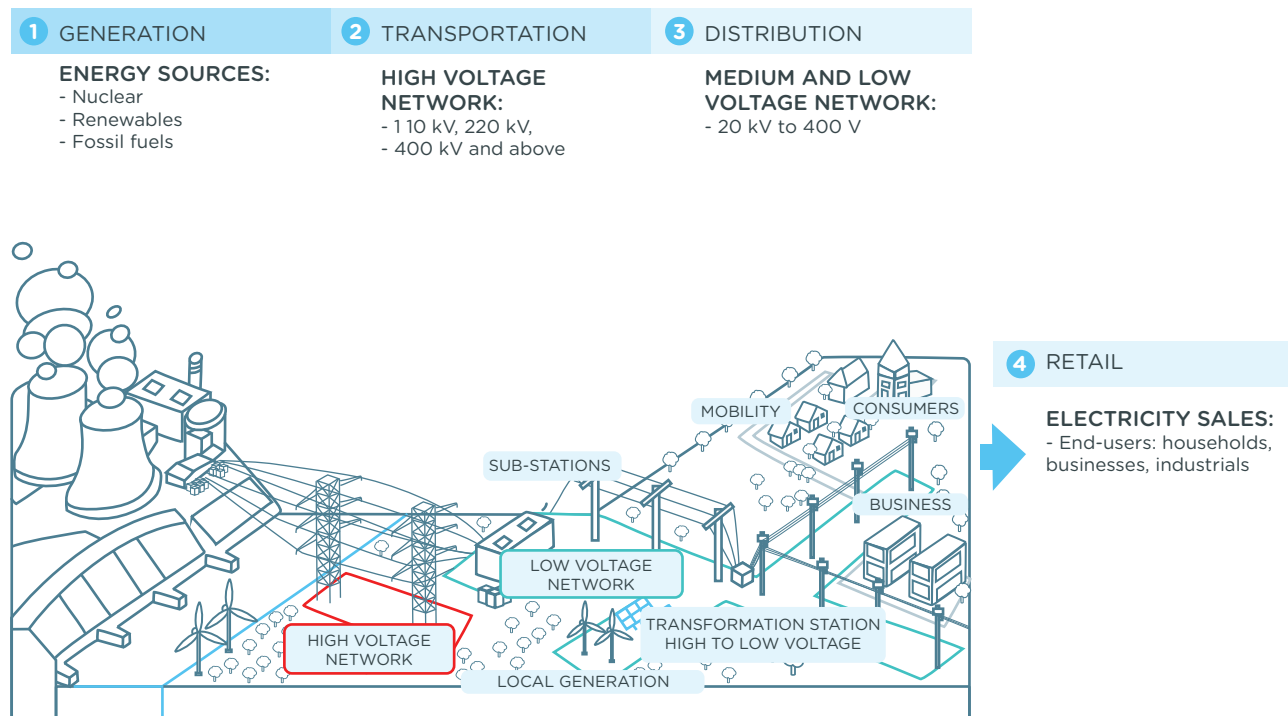 1 GENERATION
ENERGY SOURCES:
- Nuclear
- Renewables
- Fossil fuels
2 TRANSPORTATION
HIGH VOLTAGE
NETWORK:
- 1 10 kV, 220 kV,
- 400 kV and above
3 DISTRIBUTION
MEDIUM AND LOW
VOLTAGE NETWORK:
- 20 kV to 400 V
MOBILITY
CONSUMERS
SUB-STATIONS
BUSINESS
LOW VOLTAGE
NETWORK
TRANSFORMATION STATION
HIGH TO LOW VOLTAGE
HIGH VOLTAGE
NETWORK
LOCAL GENERATION
4 RETAIL
ELECTRICITY SALES:
- End-users: households,
businesses, industrials